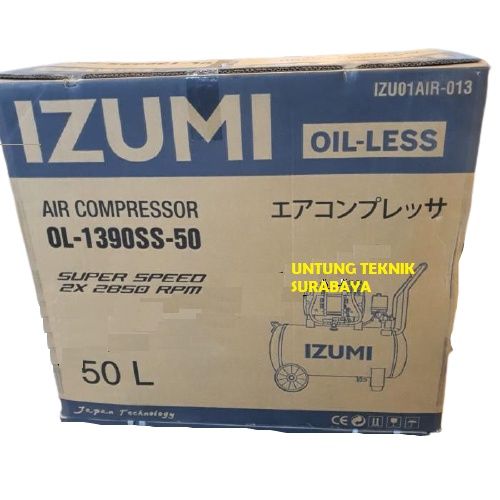 IZU01AIR-013
IZUMI
OIL-LESS
AIR COMPRESSOR
エアコンプレッサ
OL-1390SS-50
SUPER SPEED
2X 2850 RPM
UNTUNG TEKNIK
SURABAYA
IZUMI
50 L
Japan Technology
CE